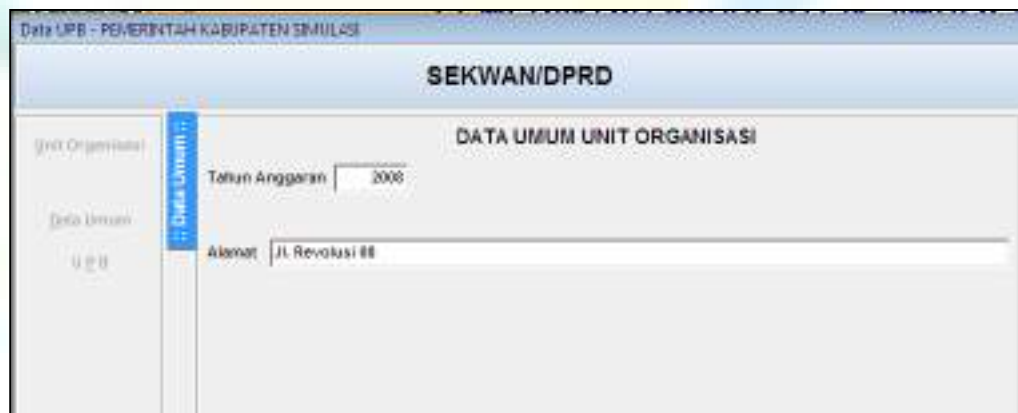 Data UPB - PEMERINTAH KABUPATEN SIMULASI
SEKWAN/DPRD
Unit Organisasi
Data Umum
U P B
:: Data Umum ::
DATA UMUM UNIT ORGANISASI
Tahun Anggaran 2008
Alamat Jl. Revolusi 88